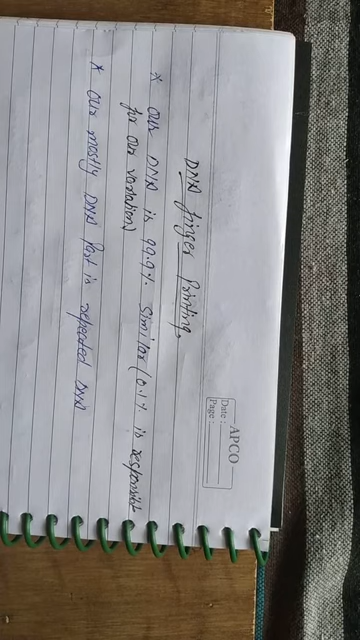 APCO
Date :
Page :
DNA finger Printing
* Our DNA is 99.9% Similar (0.1% is responsible
for our variation)
* Our mostly DNA Part is repeated DNA